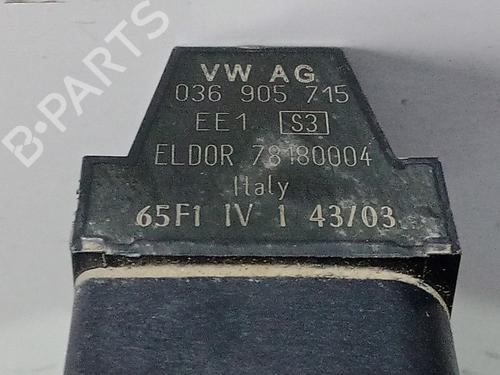 B-PARTS
VW AG
036 905 715
EE1 S3
ELDOR 78180004
Italy
65F1 IV 1 43/03